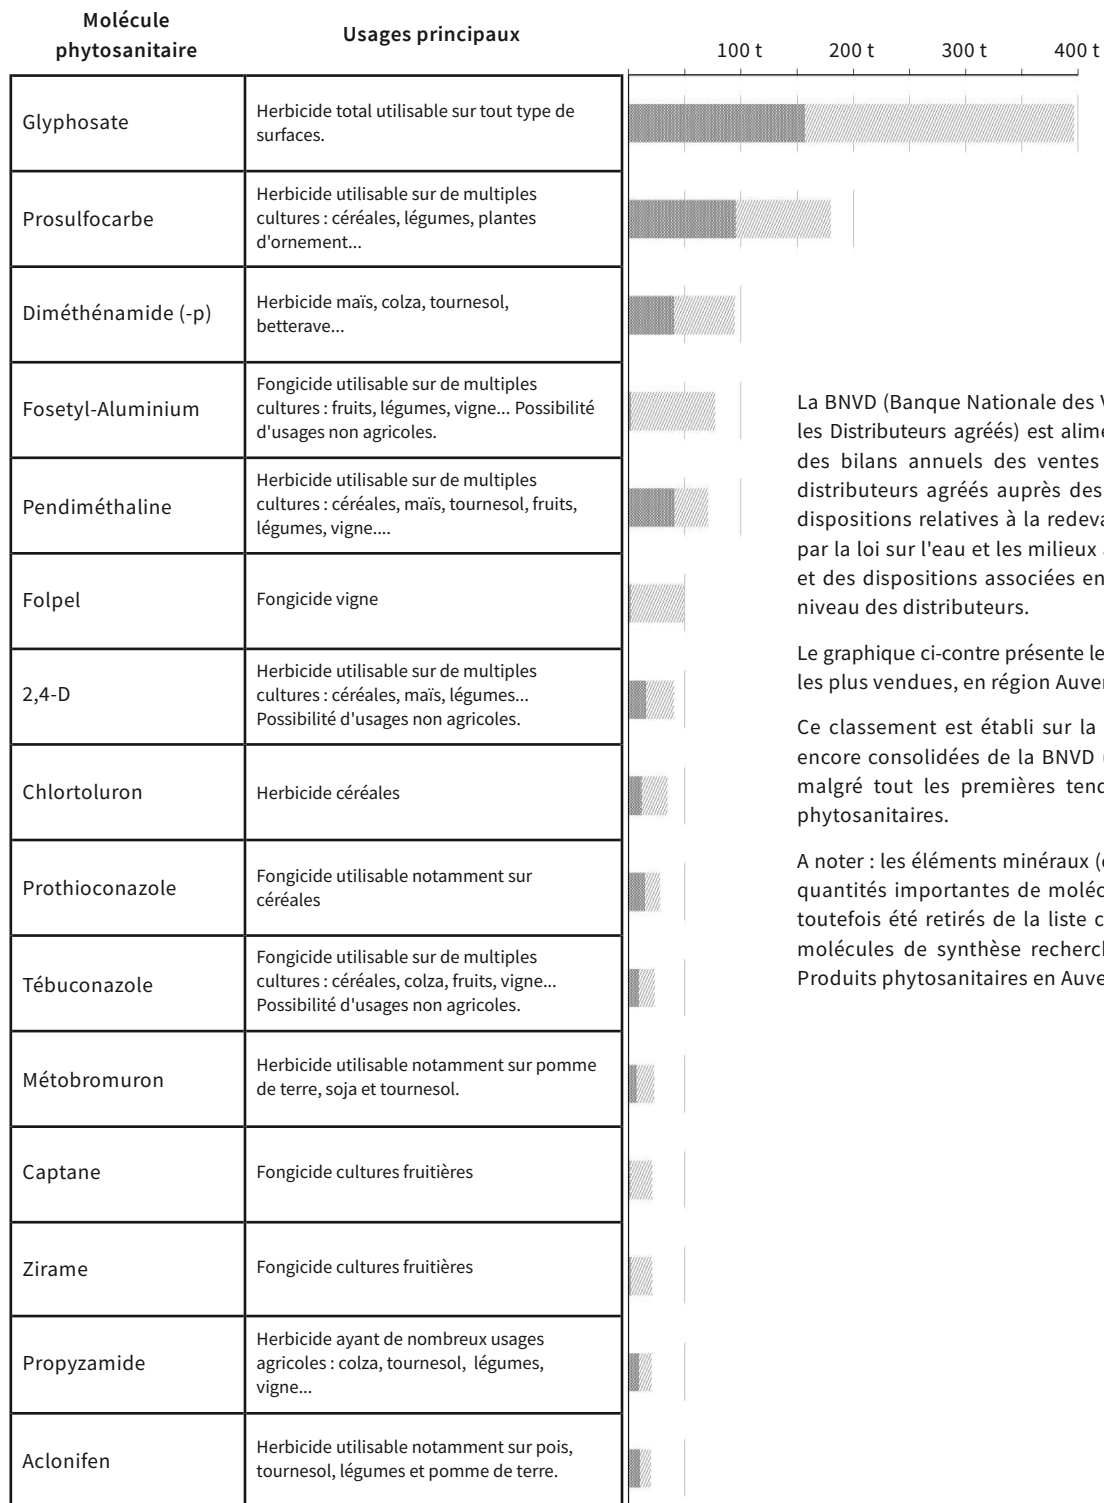 Molécule
phytosanitaire
Usages principaux
100 t 200 t 300 t 400 t
Glyphosate
Herbicide total utilisable sur tout type de
surfaces.
Prosulfocarbe
Herbicide utilisable sur de multiples
cultures : céréales, légumes, plantes
d'ornement...
Diméthénamide (-p)
Herbicide maïs, colza, tournesol,
betterave...
Fosetyl-Aluminium
Fongicide utilisable sur de multiples
cultures : fruits, légumes, vigne... Possibilité
d'usages non agricoles.
Pendiméthaline
Herbicide utilisable sur de multiples
cultures : céréales, maïs, tournesol, fruits,
légumes, vigne....
Folpel
Fongicide vigne
2,4-D
Herbicide utilisable sur de multiples
cultures : céréales, maïs, légumes...
Possibilité d'usages non agricoles.
Chlortoluron
Herbicide céréales
Prothioconazole
Fongicide utilisable notamment sur
céréales
Tébuconazole
Fongicide utilisable sur de multiples
cultures : céréales, colza, fruits, vigne...
Possibilité d'usages non agricoles.
Métobromuron
Herbicide utilisable notamment sur pomme
de terre, soja et tournesol.
Captane
Fongicide cultures fruitières
Zirame
Fongicide cultures fruitières
Propyzamide
Herbicide ayant de nombreux usages
agricoles : colza, tournesol, légumes,
vigne...
Aclonifen
Herbicide utilisable notamment sur pois,
tournesol, légumes et pomme de terre.
La BNVD (Banque Nationale des
les Distributeurs agréés) est
des bilans annuels des ventes
distributeurs agréés auprès des
dispositions relatives à la
par la loi sur l'eau et les milieux
et des dispositions associées en
niveau des distributeurs.
Le graphique ci-contre présente
les plus vendues, en région
Ce classement est établi sur la
encore consolidées de la BNVD
malgré tout les premières
phytosanitaires.
A noter : les éléments minéraux
quantités importantes de
toutefois été retirés de la liste
molécules de synthèse
Produits phytosanitaires en